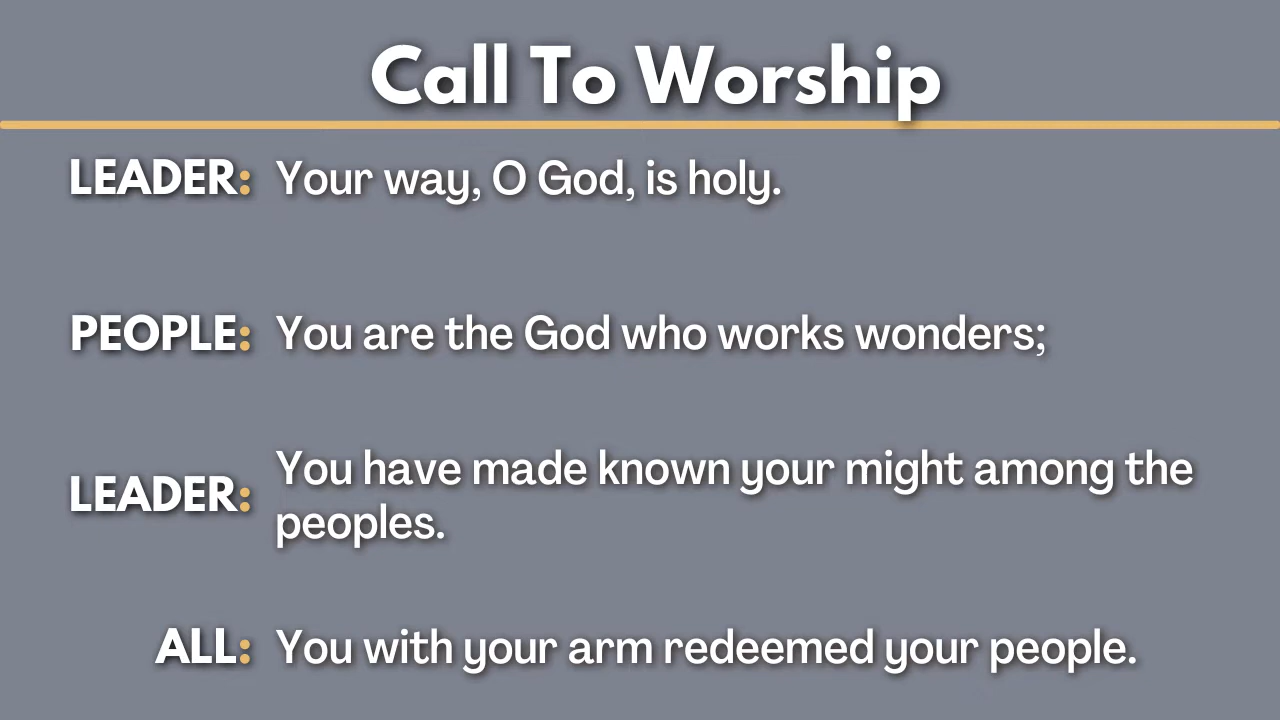 Call To Worship
LEADER: Your way, O God, is holy.
PEOPLE: You are the God who works wonders;
LEADER: You have made known your might among the
peoples.
ALL: You with your arm redeemed your people.